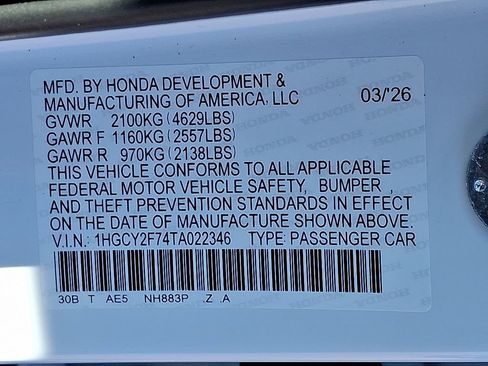 MFD. BY HONDA DEVELOPMENT &
MANUFACTURING OF AMERICA, LLC 03/'26
GVWR 2100KG(4629LBS)
GAWR F 1160KG(2557LBS)
GAWR R 970KG(2138LBS)
THIS VEHICLE CONFORMS TO ALL APPLICABLE
FEDERAL MOTOR VEHICLE SAFETY, BUMPER ,
AND THEFT PREVENTION STANDARDS IN EFFECT
ON THE DATE OF MANUFACTURE SHOWN ABOVE.
V.I.N.: 1HGCY2F74TA022346 TYPE: PASSENGER CAR
30B T AE5 NH883P .Z .A